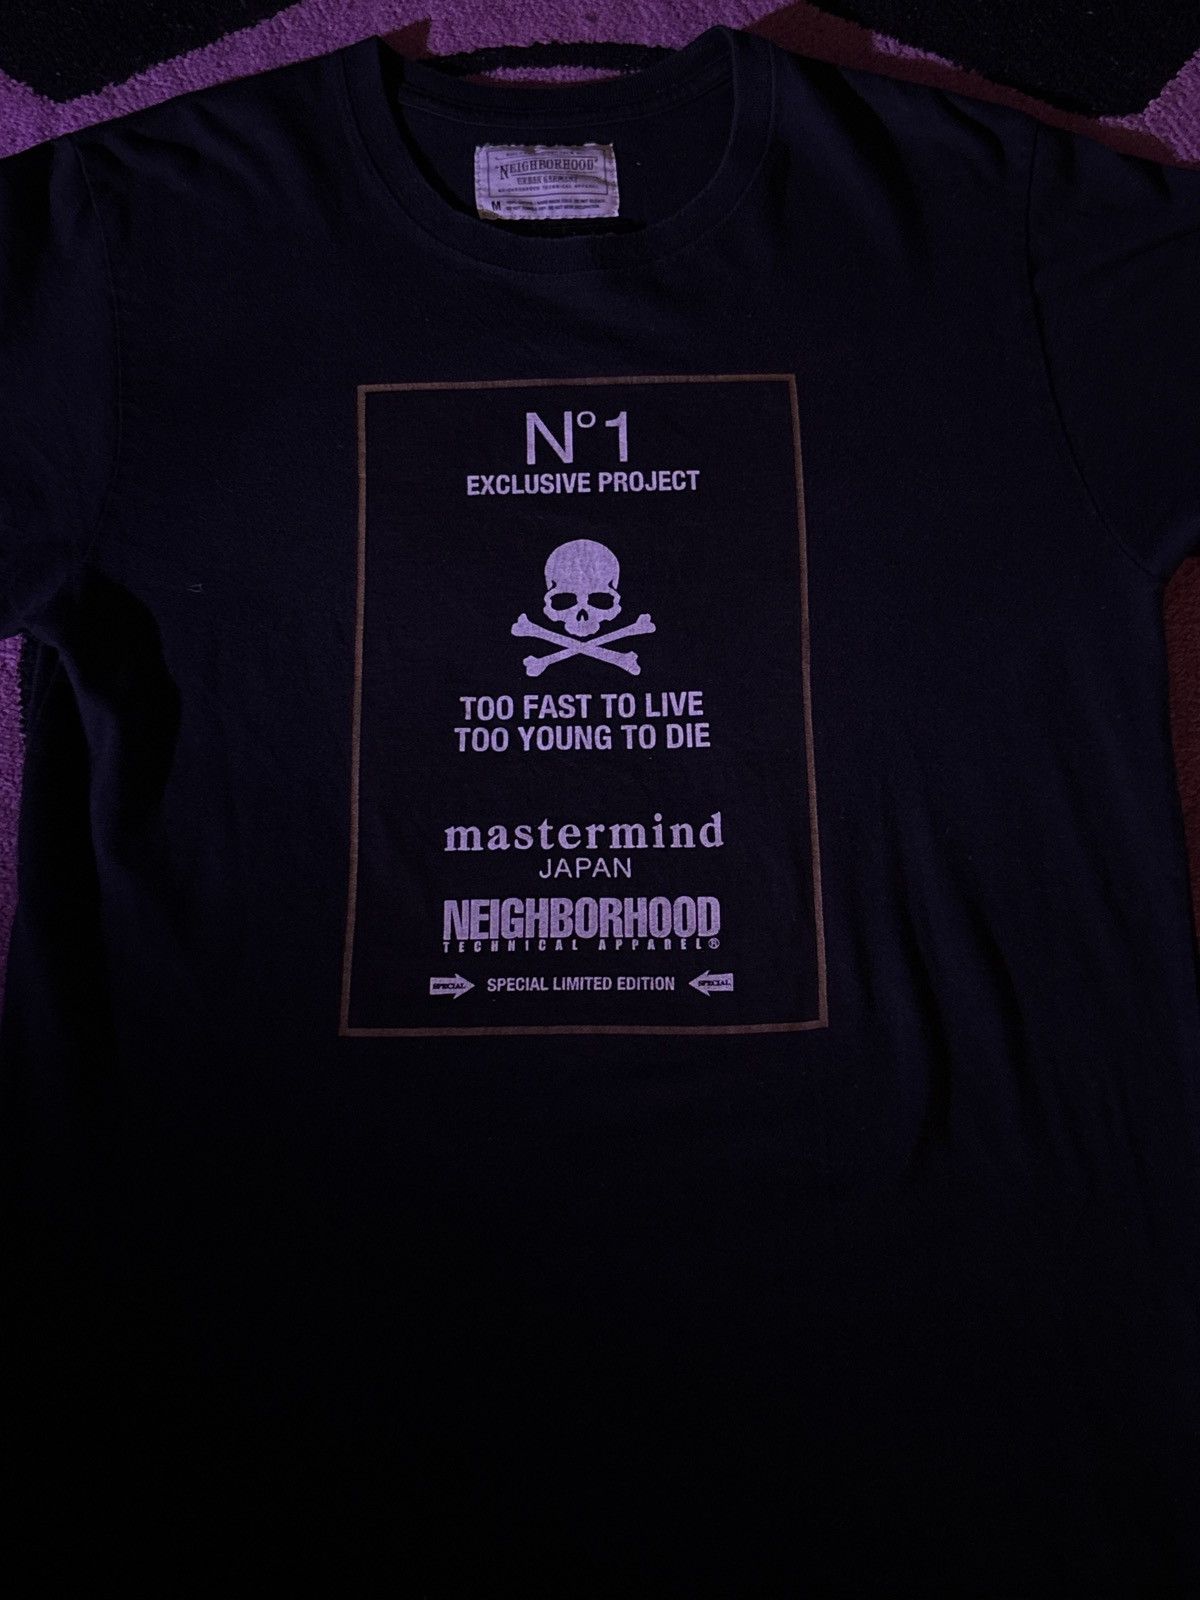 NEIGHBORHOOD
M
Nº1
EXCLUSIVE PROJECT
TOO FAST TO LIVE
TOO YOUNG TO DIE
mastermind
JAPAN
NEIGHBORHOOD
TECHNICAL APPAREL®
SPECIAL SPECIAL LIMITED EDITION SPECIAL